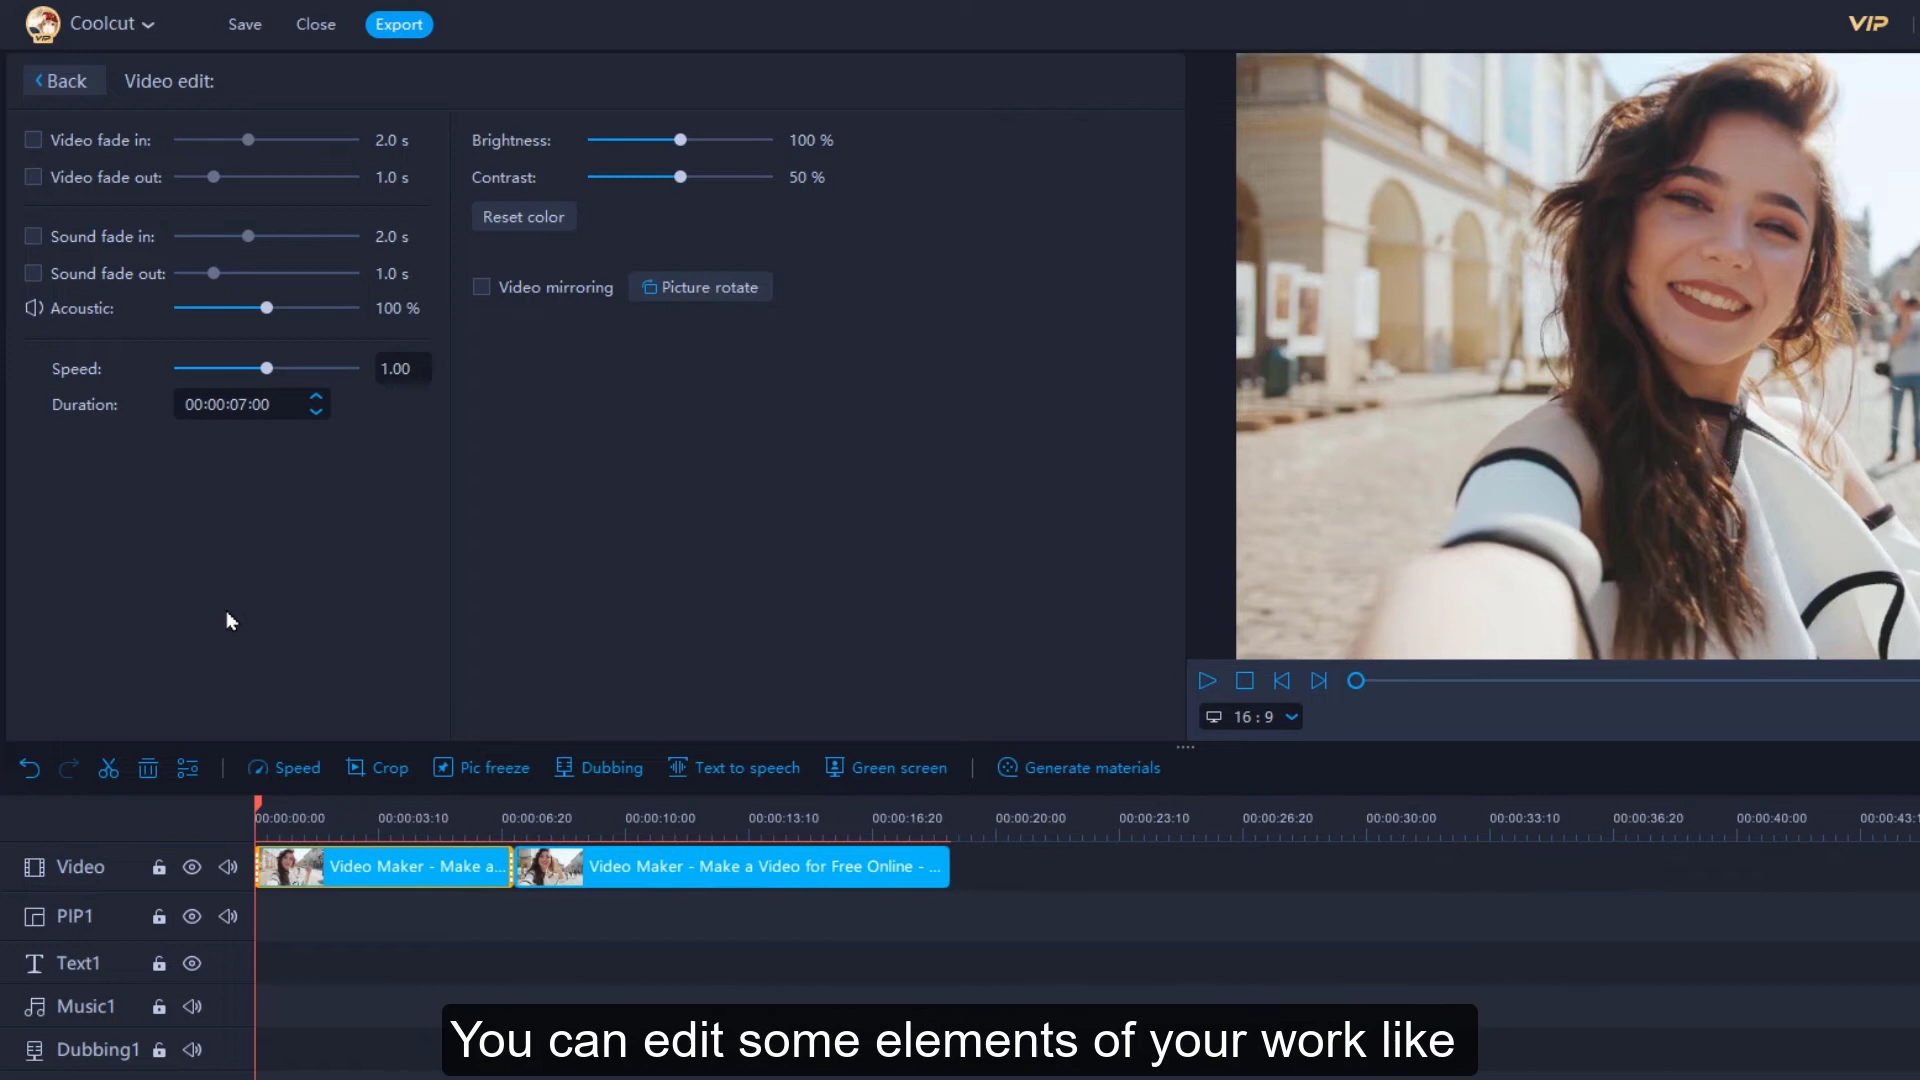 Coolcut Save Close Export VIP
Back Video edit:
Video fade in: 2.0 s Brightness: 100 %
Video fade out: 1.0 s Contrast: 50 %
Reset color
Sound fade in: 2.0 s
Sound fade out: 1.0 s Video mirroring Picture rotate
Acoustic: 100 %
Speed: 1.00
Duration: 00:00:07:00
16 : 9
Speed Crop Pic freeze Dubbing Text to speech Green screen Generate materials
00:00:00:00 00:00:03:10 00:00:06:20 00:00:10:00 00:00:13:10 00:00:16:20 00:00:20:00 00:00:23:10 00:00:26:20 00:00:30:00 00:00:33:10 00:00:36:20 00:00:40:00 00:00:43:1
Video Video Maker - Make a... Video Maker - Make a Video for Free Online - ...
PIP1
Text1
Music1
Dubbing1
You can edit some elements of your work like